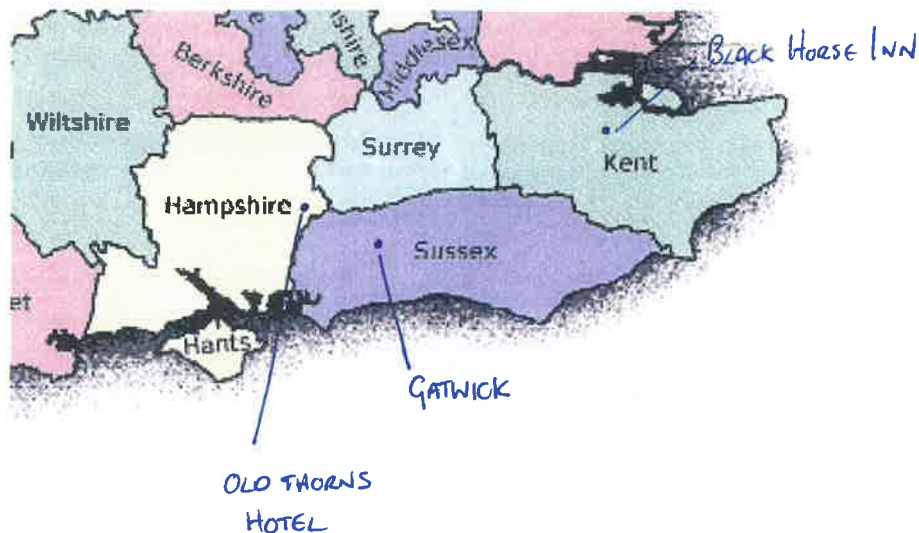 shire
Middlesex
Berkshire
BLACK HORSE INN
Wiltshire
Surrey
Kent
Hampshire
Sussex
et
Hants
GATWICK
OLD THORNS
HOTEL